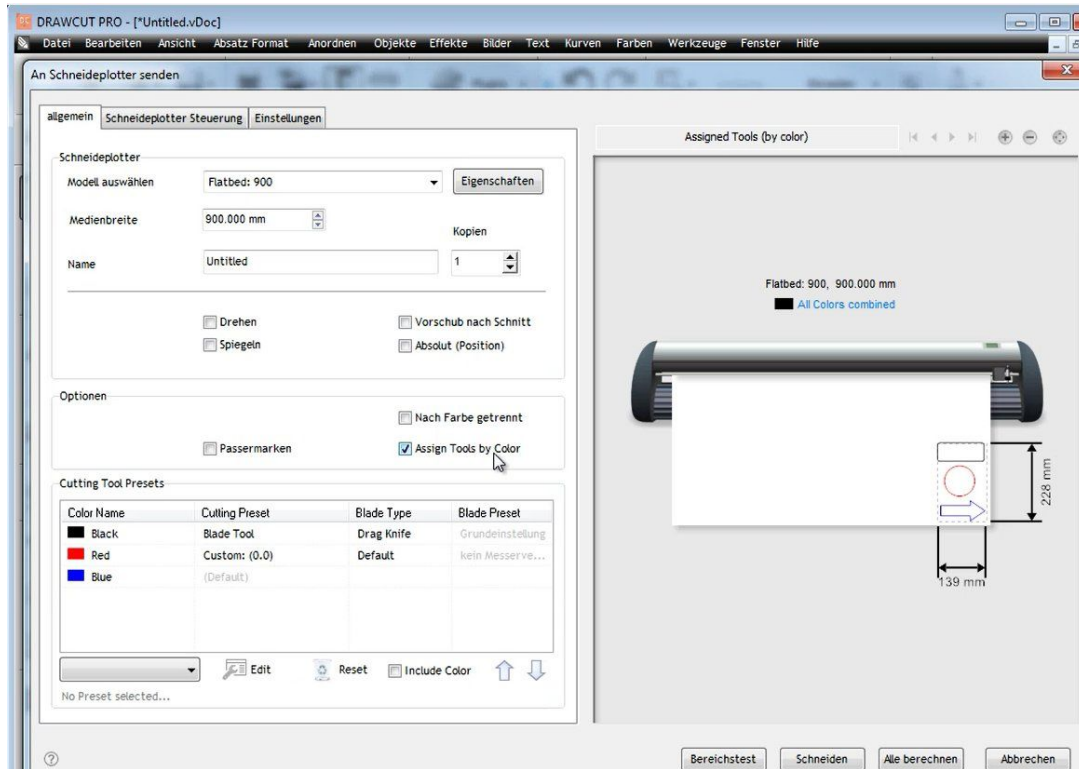 DRAWCUT PRO - [*Untitled.vDoc]
Datei Bearbeiten Ansicht Absatz Format Anordnen Objekte Effekte Bilder Text Kurven Farben Werkzeuge Fenster Hilfe
An Schneideplotter senden
allgemein Schneideplotter Steuerung Einstellungen
Assigned Tools (by color)
Schneideplotter
Modell auswählen Flatbed: 900 Eigenschaften
Medienbreite 900.000 mm
Kopien
Name Untitled 1
Flatbed: 900, 900.000 mm
All Colors combined
Drehen Vorschub nach Schnitt
Spiegeln Absolut (Position)
Optionen
Nach Farbe getrennt
Passermarken Assign Tools by Color
228 mm
139 mm
Cutting Tool Presets
Color Name Cutting Preset Blade Type Blade Preset
Black Blade Tool Drag Knife Grundeinstellung
Red Custom: (0.0) Default kein Messerve...
Blue (Default)
Edit Reset Include Color
No Preset selected...
Bereichstest Schneiden Alle berechnen Abbrechen